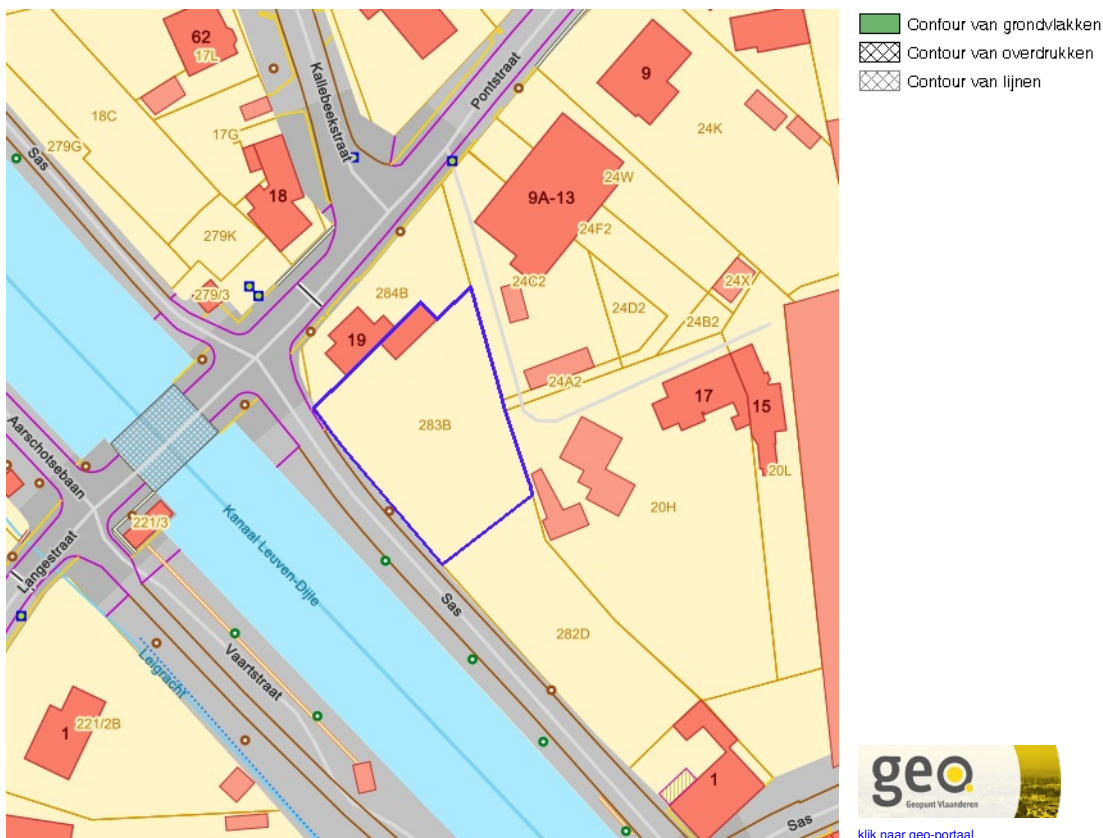 62
17L
Kallebeekstraat
Pontstraat
9
18C
17G
24K
279G
Sas
18
9A-13
24W
279K
24F2
279/3
284B
24C2
24X
24D2
24B2
19
24A2
17
15
283B
Aarschotsebaan
20L
20H
221/3
Langestraat
Kanaal Leuven-Dijle
Sas
282D
Leigracht
Vaartstraat
1
221/2B
1
Sas
Contour van grondvlakken
Contour van overdrukken
Contour van lijnen
geo
Geopunt Vlaanderen
klik naar geo-portaal